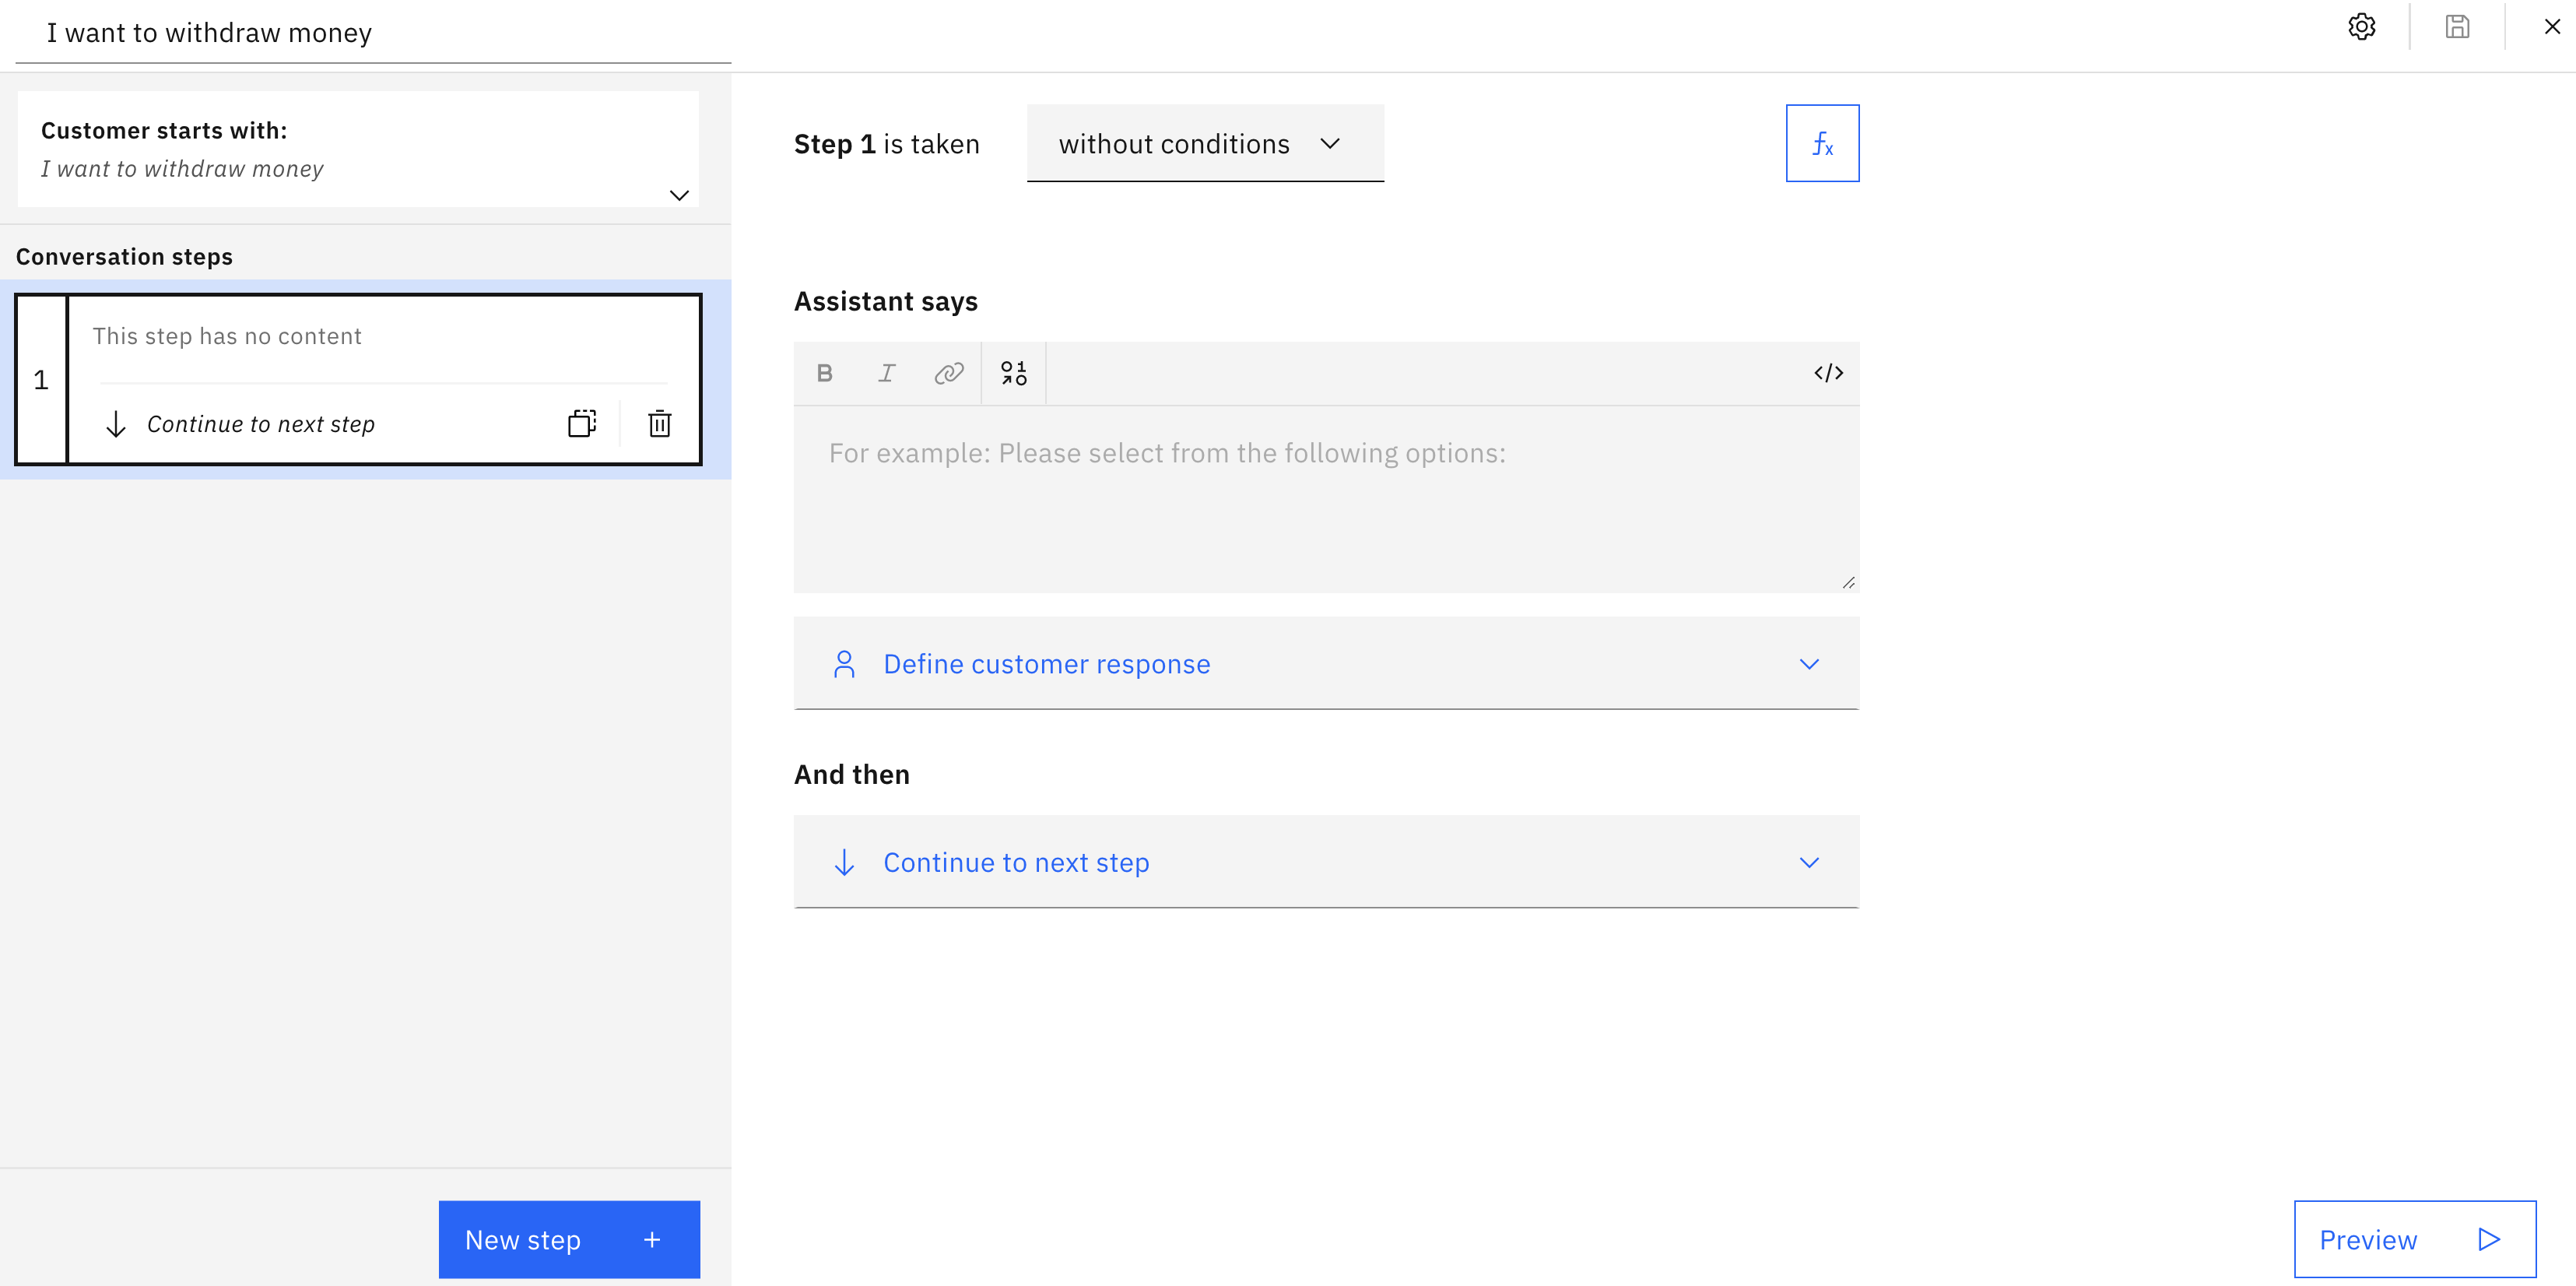 I want to withdraw money
Customer starts with:
I want to withdraw money
Conversation steps
1
This step has no content
Continue to next step
New step +
Step 1 is taken
without conditions
fx
Assistant says
B I
</>
For example: Please select from the following options:
Define customer response
And then
Continue to next step
Preview